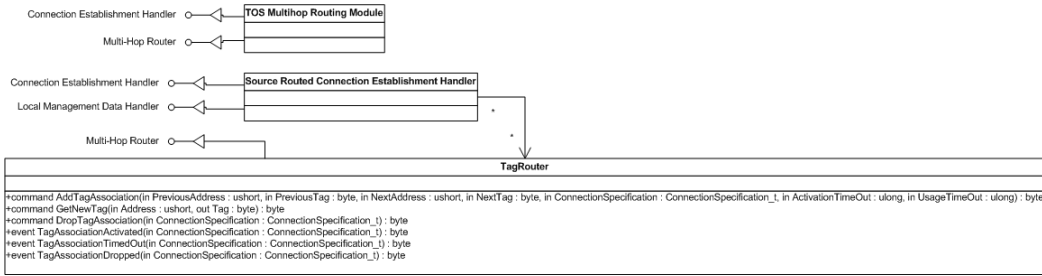 Connection Establishment Handler
TOS Multihop Routing Module
Multi-Hop Router
Connection Establishment Handler
Source Routed Connection Establishment Handler
Local Management Data Handler
*
*
Multi-Hop Router
TagRouter
+command AddTagAssociation(in PreviousAddress : ushort, in PreviousTag : byte, in NextAddress : ushort, in NextTag : byte, in ConnectionSpecification : ConnectionSpecification_t, in ActivationTimeOut : ulong, in UsageTimeOut : ulong) : byte
+command GetNewTag(in Address : ushort, out Tag : byte) : byte
+command DropTagAssociation(in ConnectionSpecification : ConnectionSpecification_t) : byte
+event TagAssociationActivated(in ConnectionSpecification : ConnectionSpecification_t) : byte
+event TagAssociationTimedOut(in ConnectionSpecification : ConnectionSpecification_t) : byte
+event TagAssociationDropped(in ConnectionSpecification : ConnectionSpecification_t) : byte